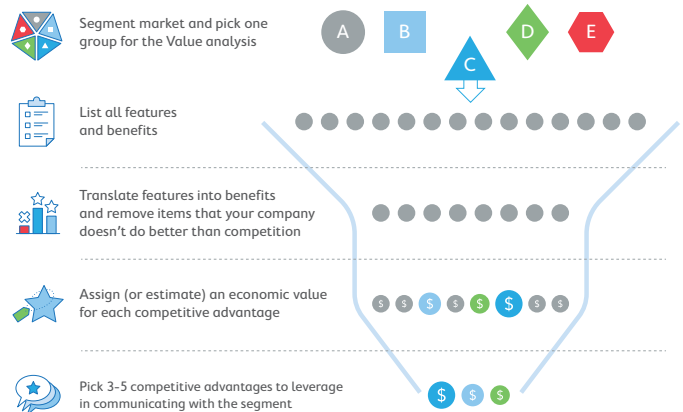 Segment market and pick one
group for the Value analysis
A
B
C
D
E
List all features
and benefits
Translate features into benefits
and remove items that your company
doesn't do better than competition
Assign (or estimate) an economic value
for each competitive advantage
$ $ $ $ $ $ $ $
Pick 3-5 competitive advantages to leverage
in communicating with the segment
$ $ $